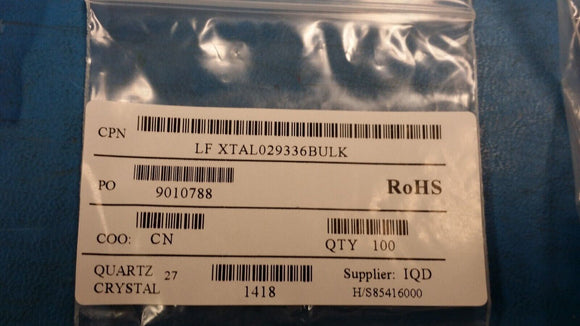 CPN
LF XTAL029336BULK
PO
9010788
RoHS
COO: CN
QTY 100
QUARTZ 27
CRYSTAL
1418
Supplier: IQD
H/S85416000